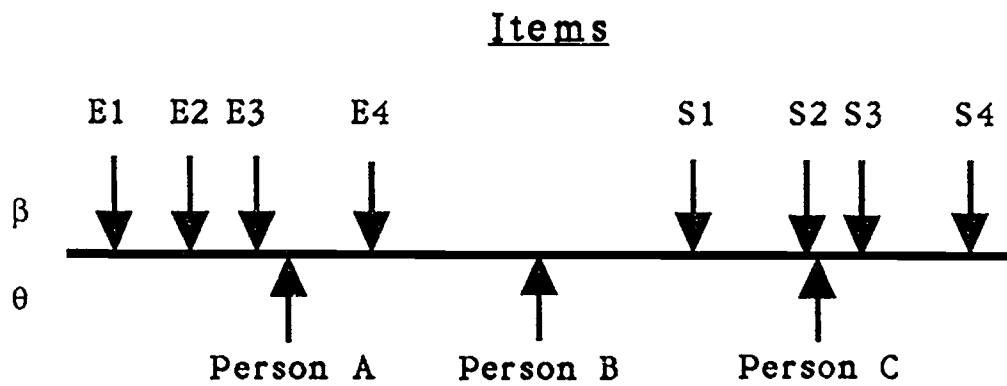 Items
E1 E2 E3 E4 S1 S2 S3 S4
β
θ
Person A Person B Person C